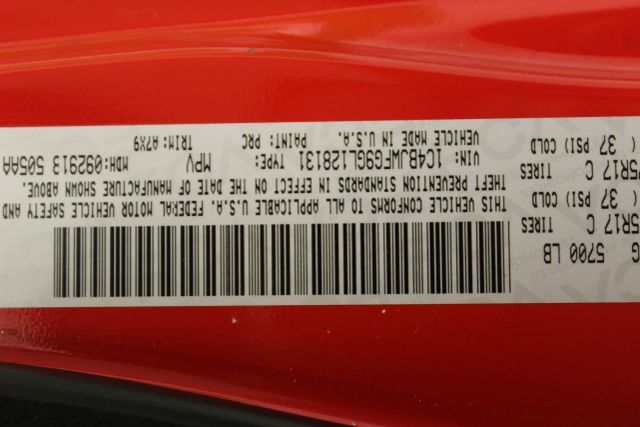 G 5700 LB
5R17 C TIRES
( 37 PSI) COLD
5R17 C TIRES
( 37 PSI) COLD
THIS VEHICLE CONFORMS TO ALL APPLICABLE U.S.A. FEDERAL MOTOR VEHICLE SAFETY AND
THEFT PREVENTION STANDARDS IN EFFECT ON THE DATE OF MANUFACTURE SHOWN ABOVE.
VIN: 1C4BJWFG9GL128131 TYPE: MPV MDH: 092913 505AA
VEHICLE MADE IN U.S.A. PAINT: PRC TRIM: A7X9